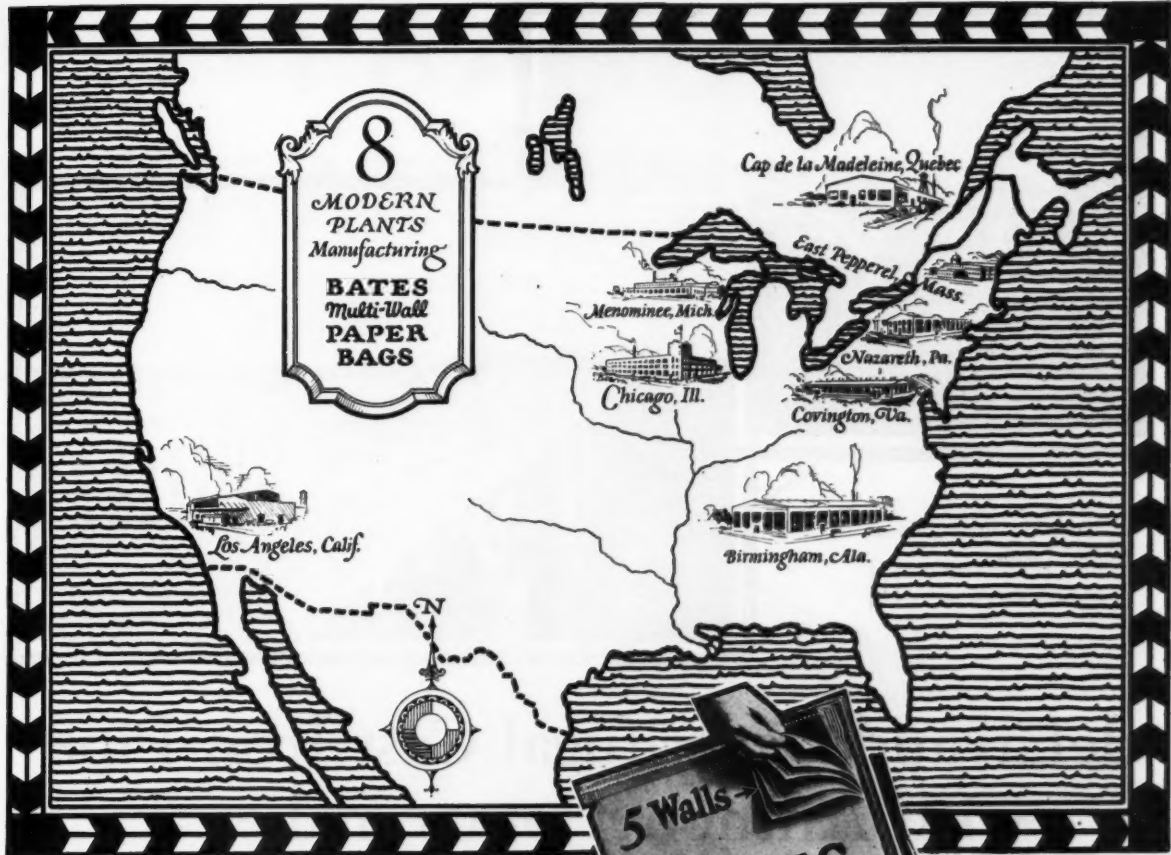 8
MODERN
PLANTS
Manufacturing
BATES
Multi-Wall
PAPER
BAGS
Cap de la Madeleine, Quebec
East Pepperel, Mass.
Menominee, Mich.
Nazareth, Pa.
Chicago, Ill.
Covington, Va.
Birmingham, Ala.
Los Angeles, Calif.
N
5 Walls